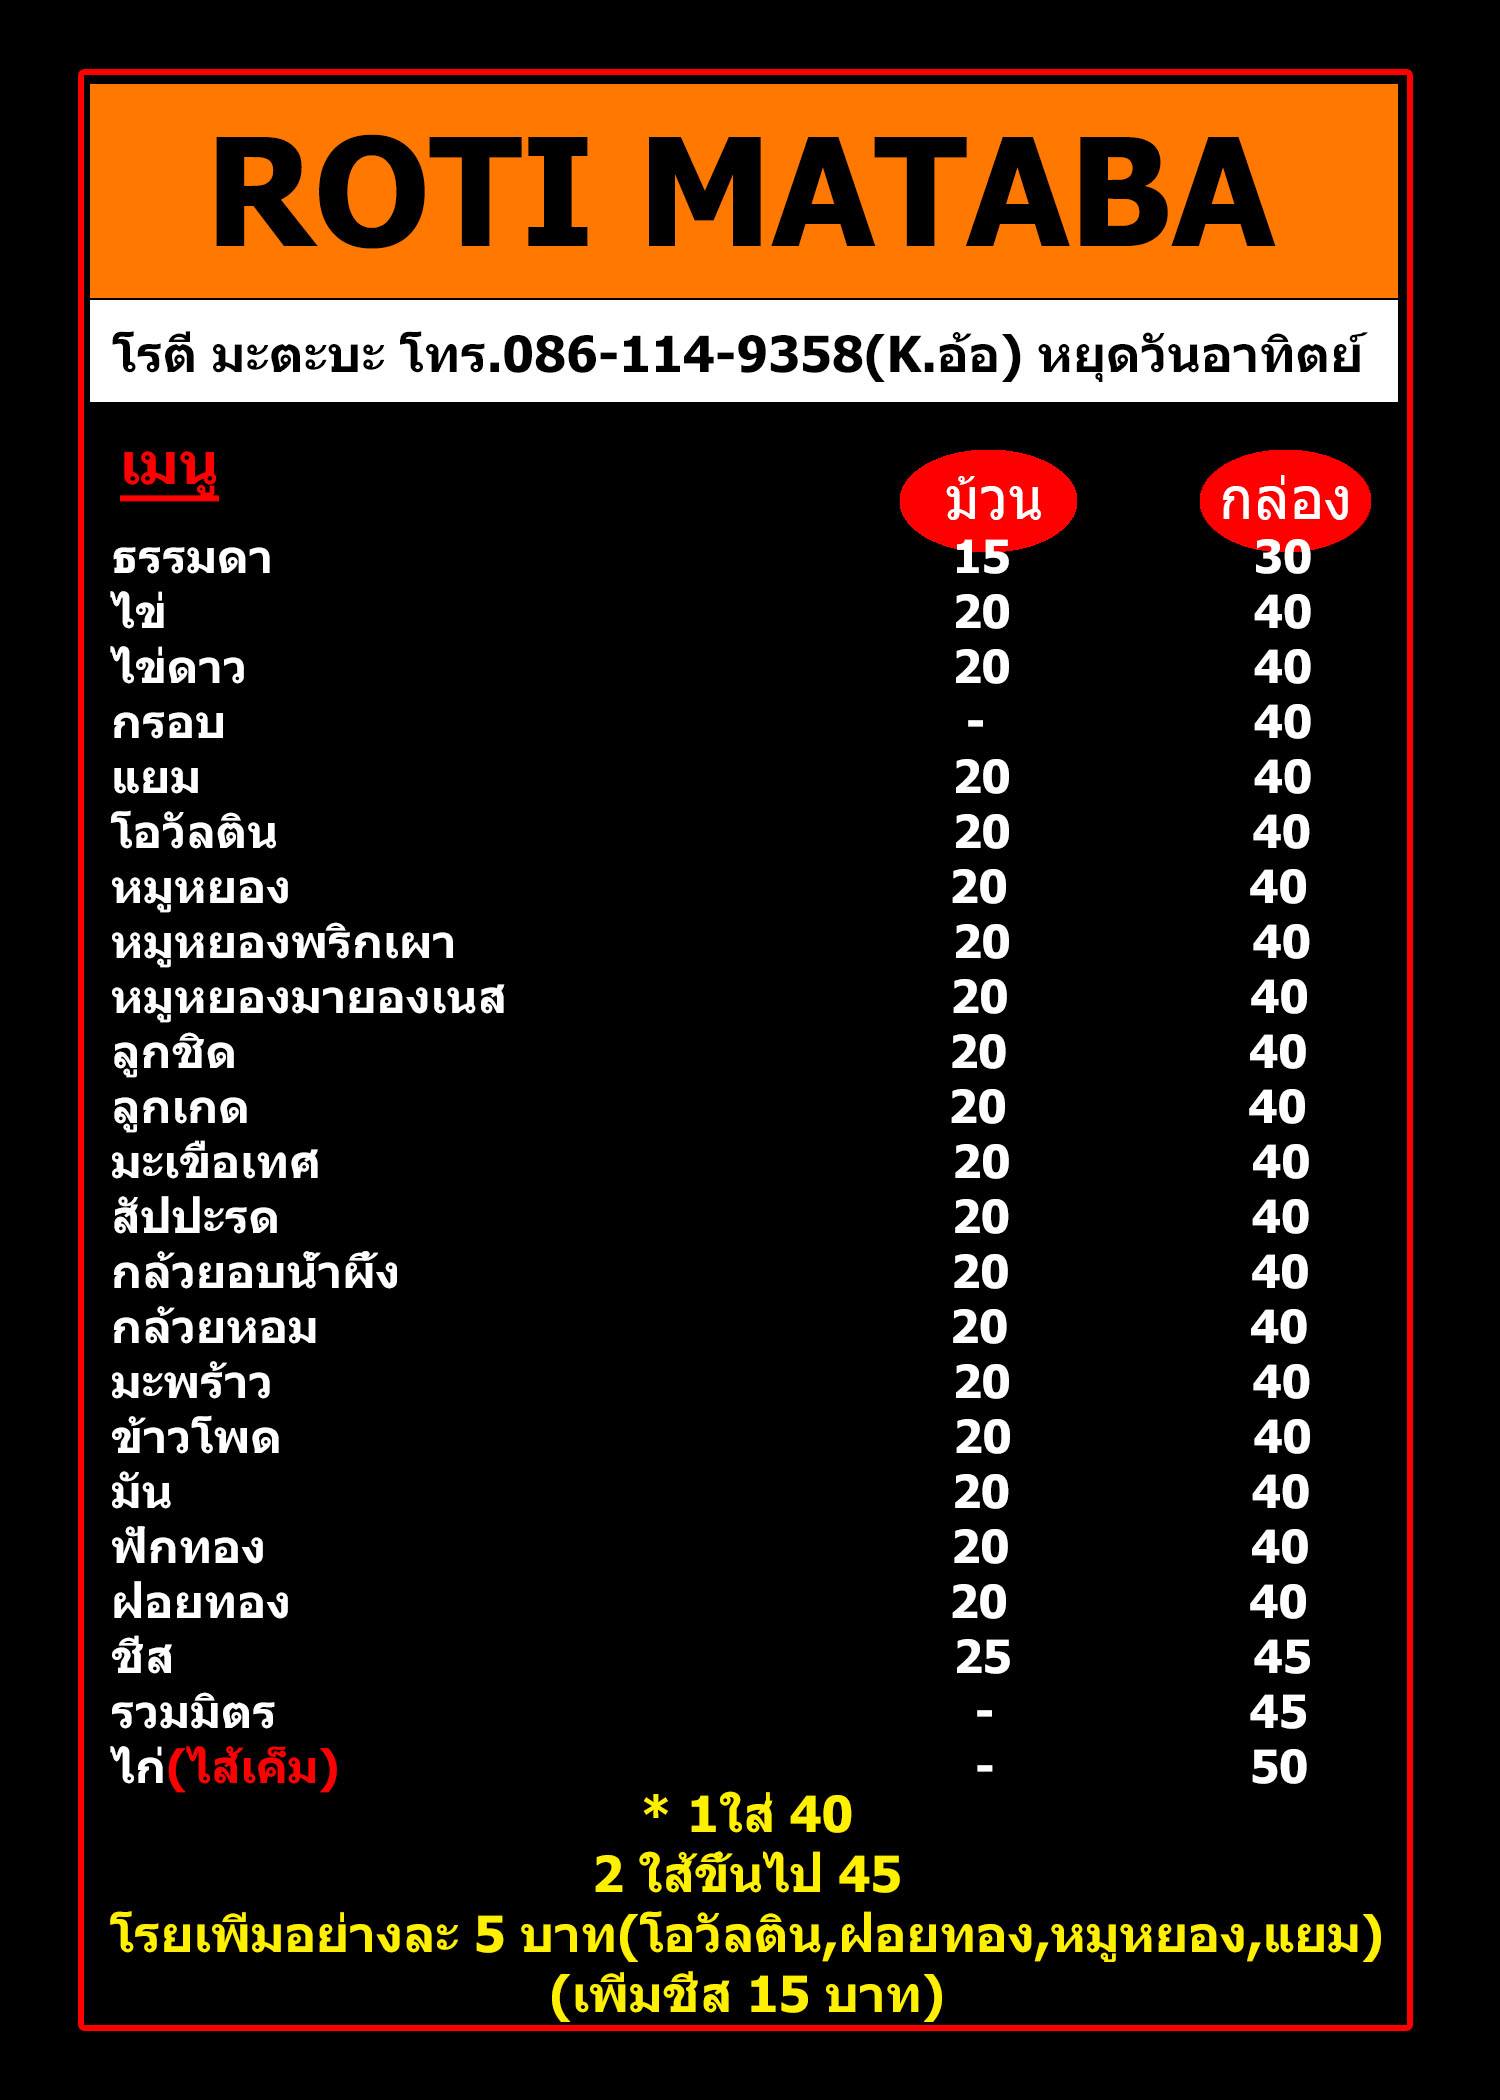 ROTI MATABA
โรตี มะตะบะ โทร.086-114-9358(K.อ้อ) หยุดวันอาทิตย์
เมนู ม้วน กล่อง
ธรรมดา 15 30
ไข่ 20 40
ไข่ดาว 20 40
กรอบ - 40
แยม 20 40
โอวัลติน 20 40
หมูหยอง 20 40
หมูหยองพริกเผา 20 40
หมูหยองมายองเนส 20 40
ลูกชิด 20 40
ลูกเกด 20 40
มะเขือเทศ 20 40
สัปปะรด 20 40
กล้วยอบน้ำผึ้ง 20 40
กล้วยหอม 20 40
มะพร้าว 20 40
ข้าวโพด 20 40
มัน 20 40
ฟักทอง 20 40
ฝอยทอง 20 40
ชีส 25 45
รวมมิตร - 45
ไก่(ไส้เค็ม) - 50
* 1ใส่ 40
2 ใส้ขึ้นไป 45
โรยเพิ่มอย่างละ 5 บาท(โอวัลติน,ฝอยทอง,หมูหยอง,แยม)
(เพิ่มชีส 15 บาท)